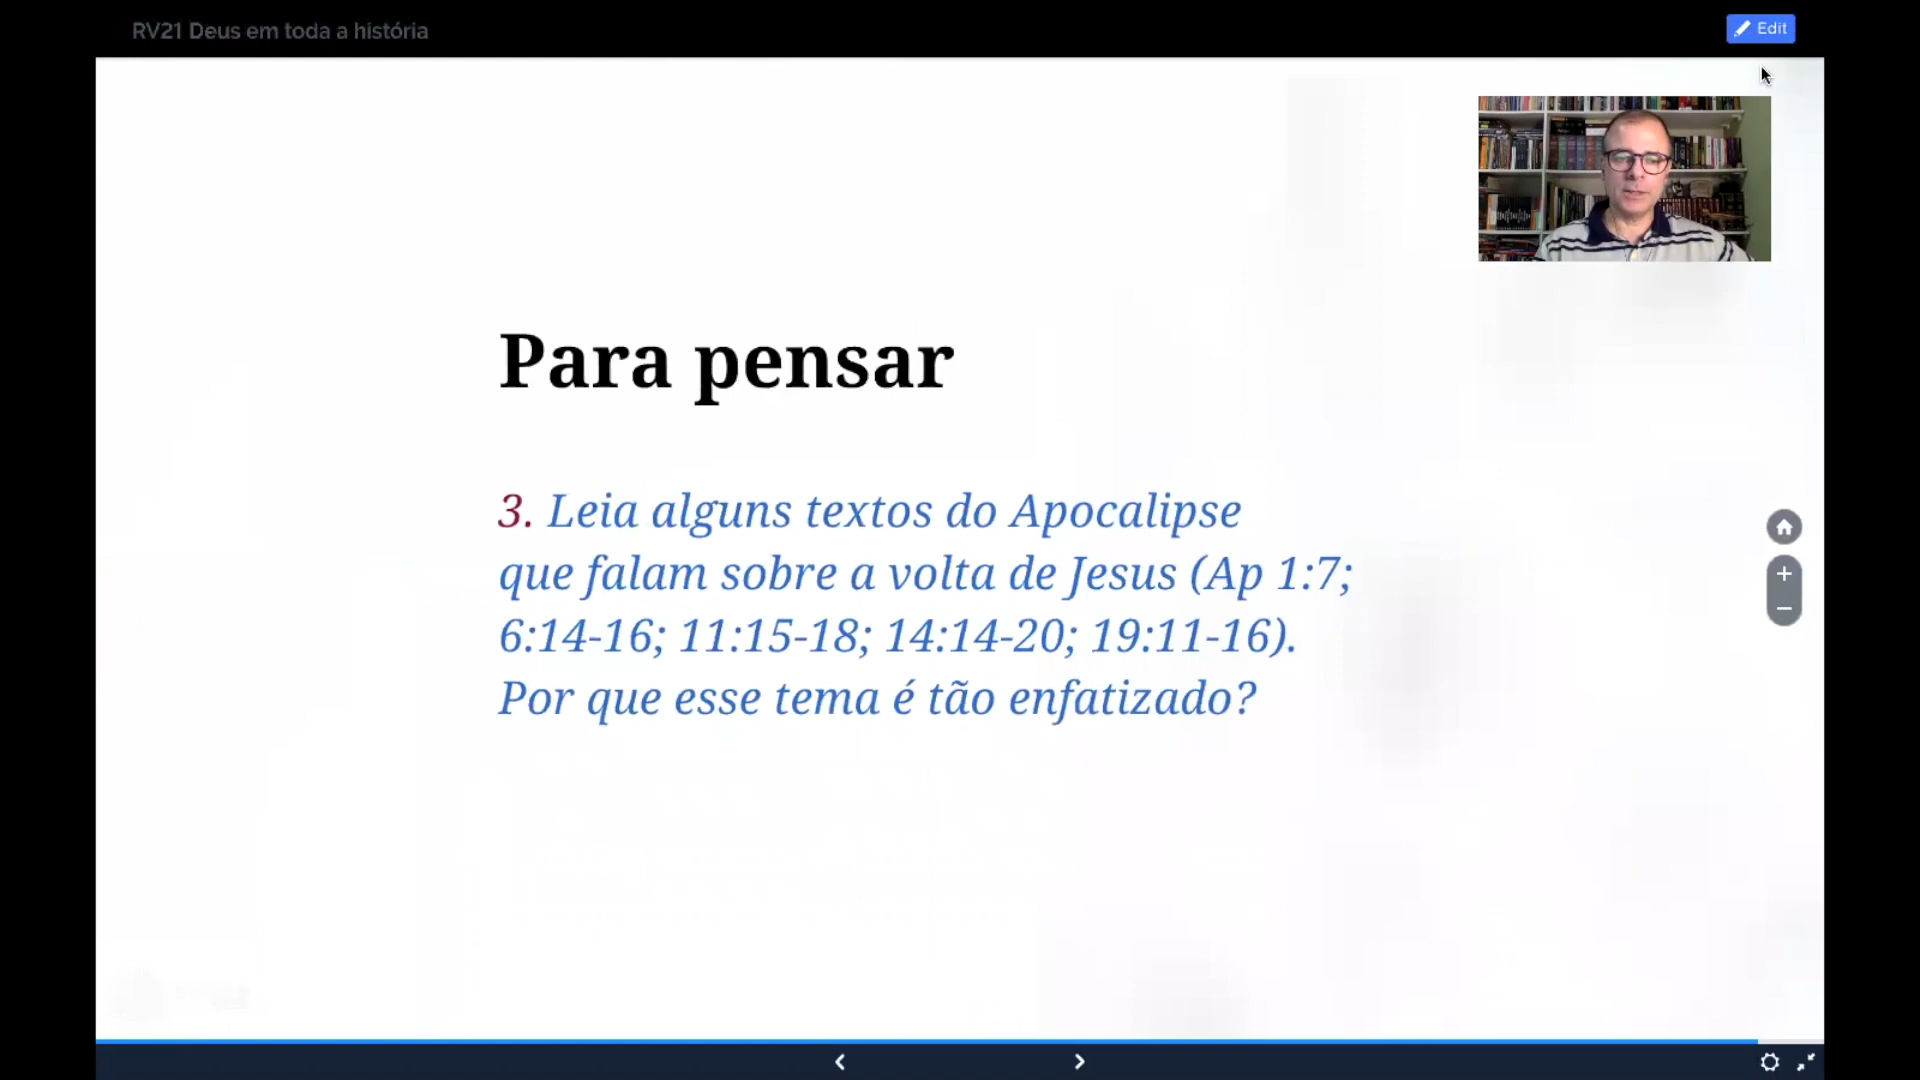 RV21 Deus em toda a história
Edit
Para pensar
3. Leia alguns textos do Apocalipse
que falam sobre a volta de Jesus (Ap 1:7;
6:14-16; 11:15-18; 14:14-20; 19:11-16).
Por que esse tema é tão enfatizado?